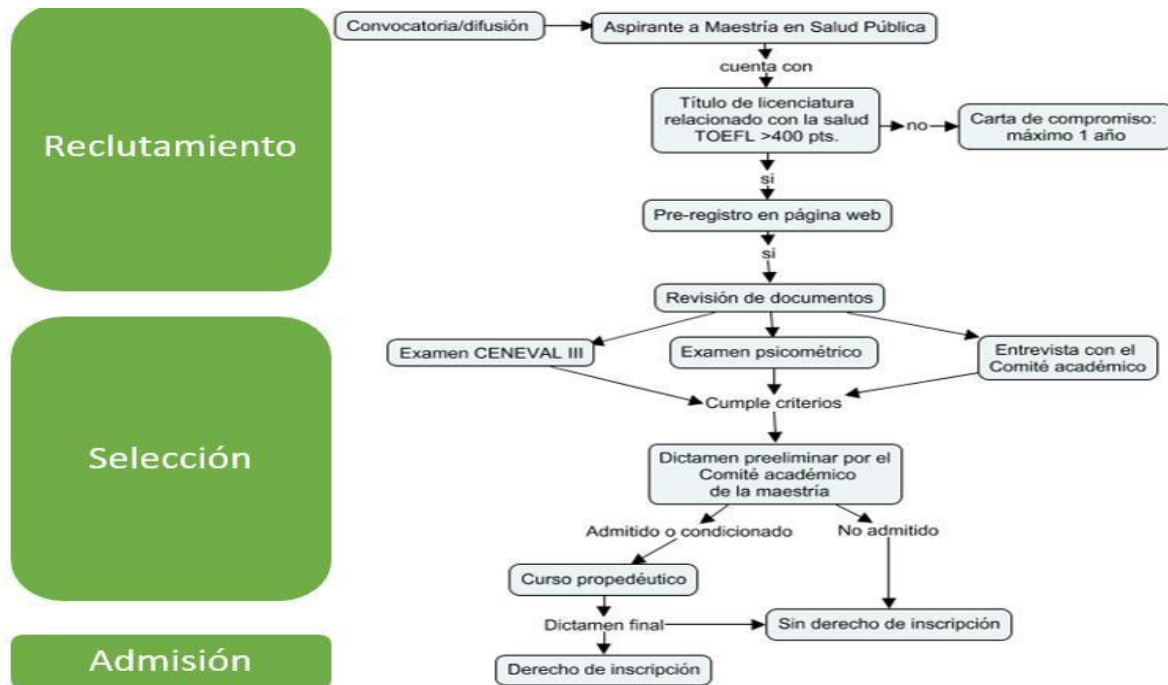 Reclutamiento
Convocatoria/difusión
Aspirante a Maestría en Salud Pública
cuenta con
Título de licenciatura
relacionado con la salud
TOEFL >400 pts.
no
Carta de compromiso:
máximo 1 año
si
Pre-registro en página web
si
Revisión de documentos
Selección
Examen CENEVAL III
Examen psicométrico
Entrevista con el
Comité académico
Cumple criterios
Dictamen preeliminar por el
Comité académico
de la maestría
Admitido o condicionado
No admitido
Curso propedéutico
Dictamen final
Sin derecho de inscripción
Admisión
Derecho de inscripción